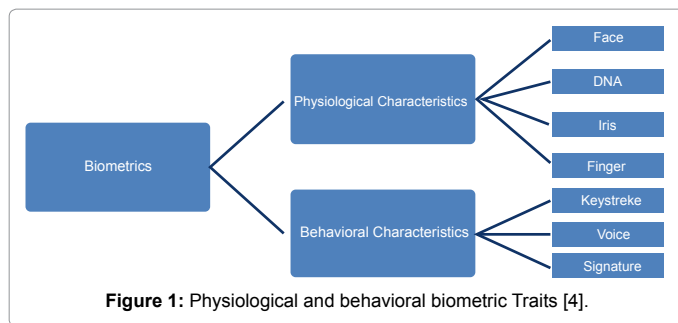 Face
DNA
Physiological Characteristics
Iris
Finger
Biometrics
Keystreke
Behavioral Characteristics
Voice
Signature
Figure 1: Physiological and behavioral biometric Traits [4].